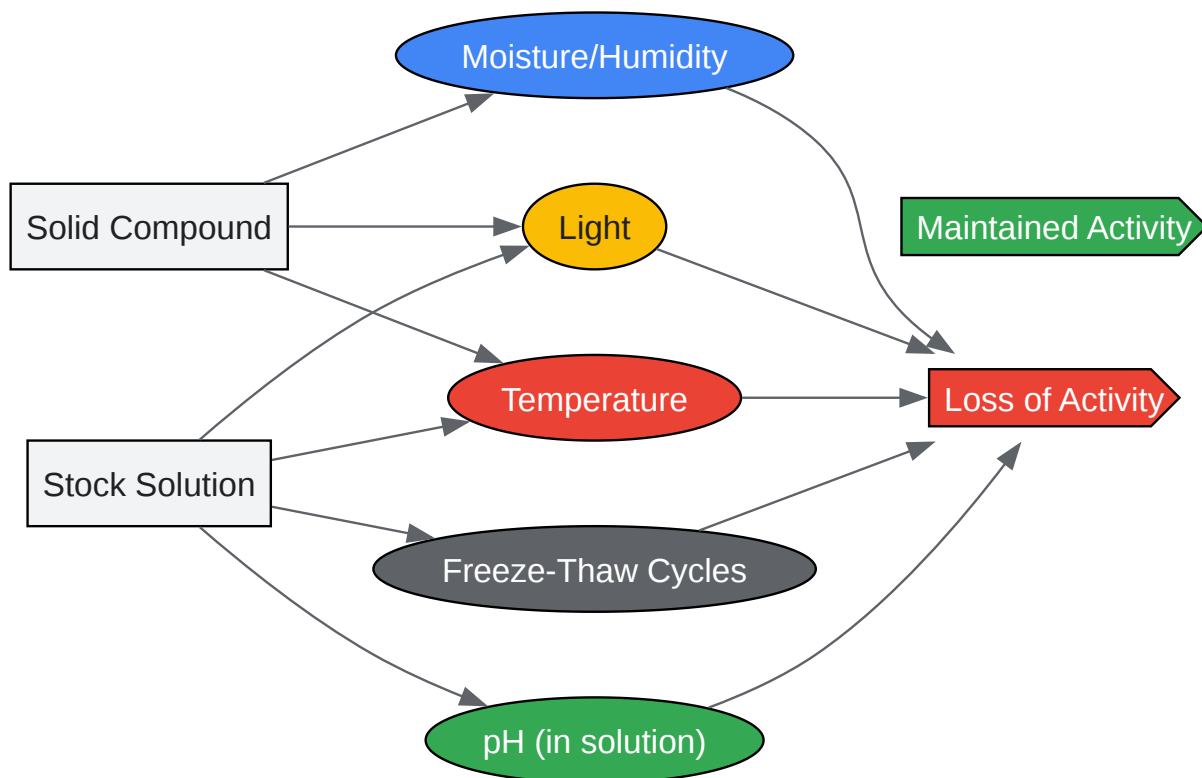 Moisture/Humidity
Solid Compound
Light
Maintained Activity
Temperature
Loss of Activity
Stock Solution
Freeze-Thaw Cycles
pH (in solution)